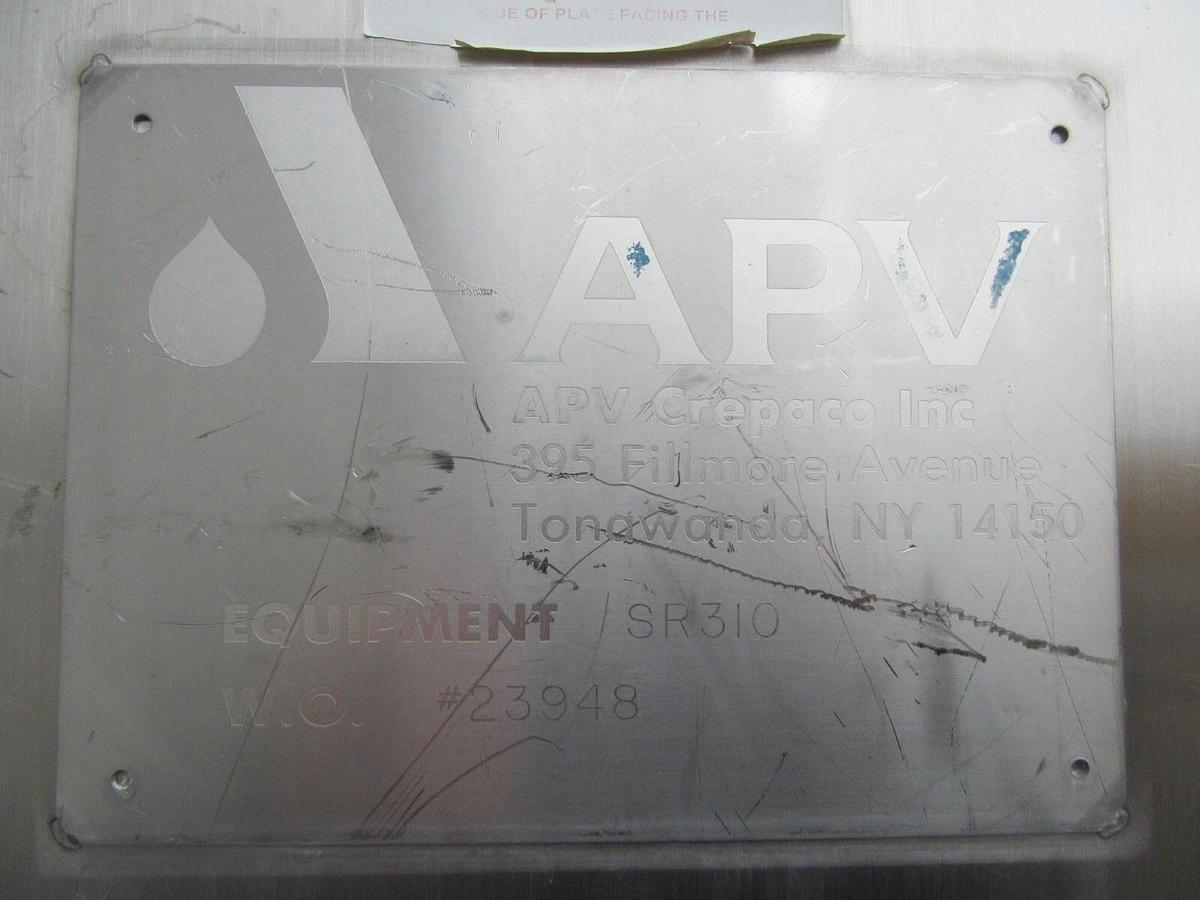 SIDE OF PLATE FACING THE
APV
APV Crepaco Inc
395 Fillmore Avenue
Tonawanda, NY 14150
EQUIPMENT SR310
W.O. #23948